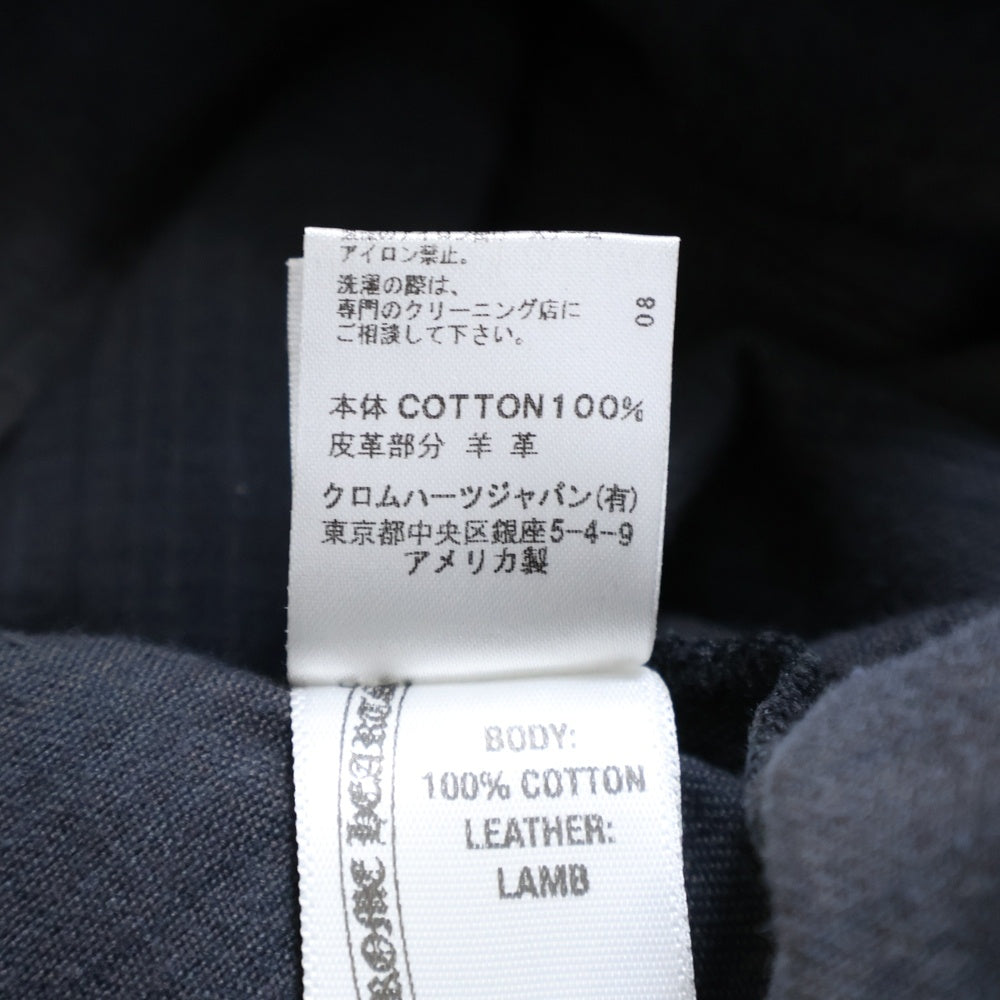 アイロン禁止。
洗濯の際は、
専門のクリーニング店に
ご相談して下さい。
08
本体 COTTON100%
皮革部分 羊 革
クロムハーツジャパン(有)
東京都中央区銀座5-4-9
アメリカ製
BODY:
100% COTTON
LEATHER:
LAMB
HEARTS